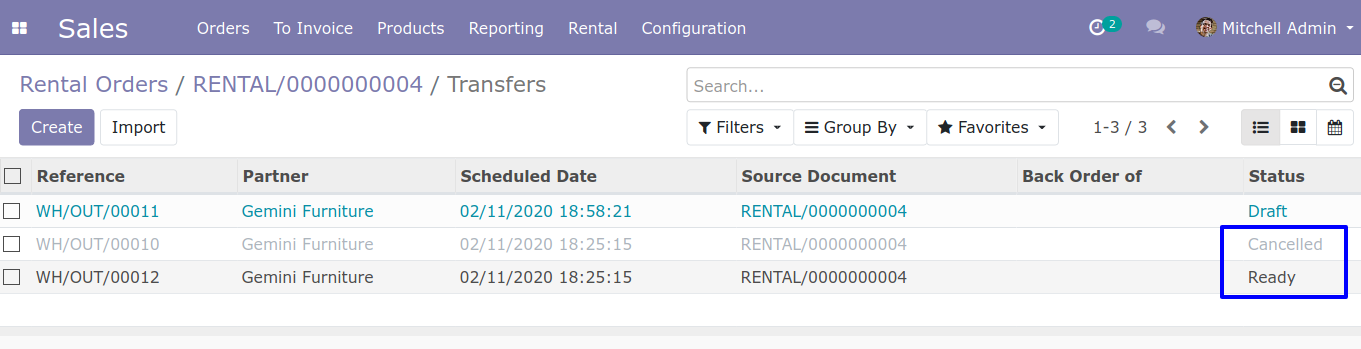 Sales Orders To Invoice Products Reporting Rental Configuration 2 Mitchell Admin
Rental Orders / RENTAL/0000000004 / Transfers
Search...
Create Import Filters Group By Favorites 1-3 / 3
Reference Partner Scheduled Date Source Document Back Order of Status
WH/OUT/00011 Gemini Furniture 02/11/2020 18:58:21 RENTAL/0000000004 Draft
WH/OUT/00010 Gemini Furniture 02/11/2020 18:25:15 RENTAL/0000000004 Cancelled
WH/OUT/00012 Gemini Furniture 02/11/2020 18:25:15 RENTAL/0000000004 Ready